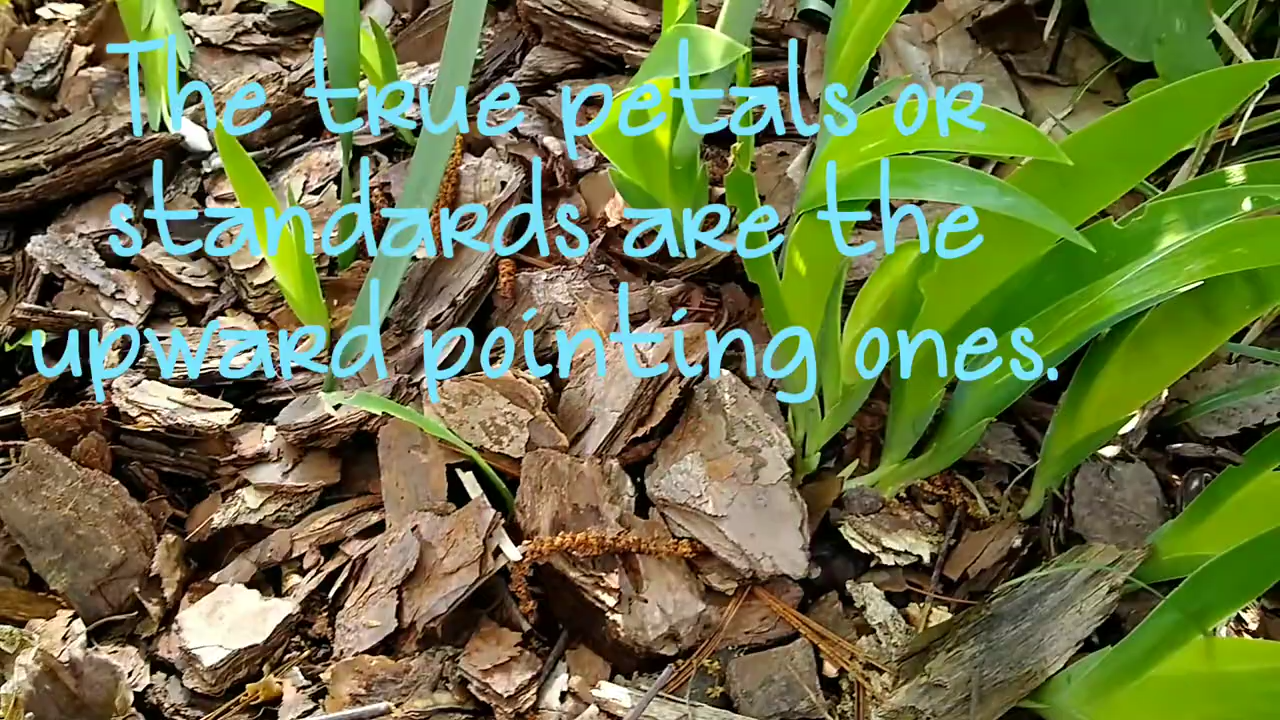 The true petals or
standards are the
upward pointing ones.